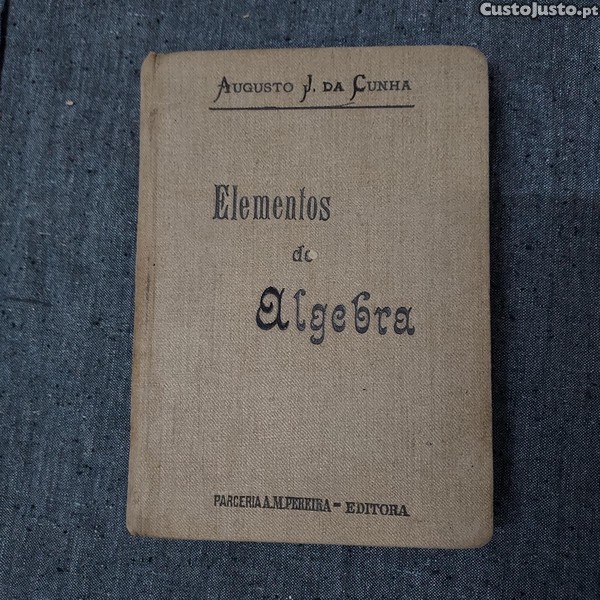 CustoJusto.pt
AUGUSTO J. DA CUNHA
Elementos
de
Algebra
PARCERIA A.M.PEREIRA=EDITORA